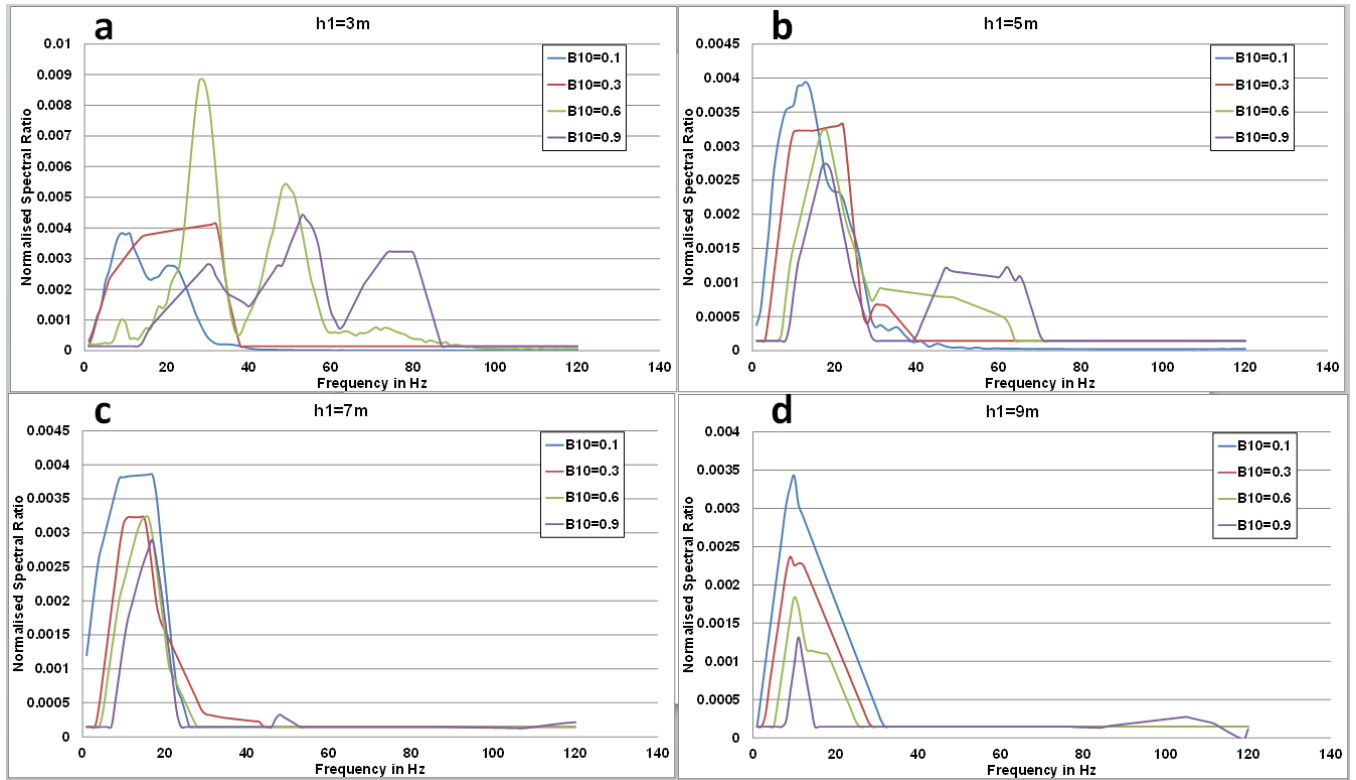 a
h1=3m
Normalised Spectral Ratio
0.01
0.009
0.008
0.007
0.006
0.005
0.004
0.003
0.002
0.001
0
B10=0.1
B10=0.3
B10=0.6
B10=0.9
0 20 40 60 80 100 120 140
Frequency in Hz
b
h1=5m
Normalised Spectral Ratio
0.0045
0.004
0.0035
0.003
0.0025
0.002
0.0015
0.001
0.0005
0
B10=0.1
B10=0.3
B10=0.6
B10=0.9
0 20 40 60 80 100 120 140
Frequency in Hz
c
h1=7m
Normalised Spectral Ratio
0.0045
0.004
0.0035
0.003
0.0025
0.002
0.0015
0.001
0.0005
0
B10=0.1
B10=0.3
B10=0.6
B10=0.9
0 20 40 60 80 100 120 140
Frequency in Hz
d
h1=9m
Normalised Spectral Ratio
0.004
0.0035
0.003
0.0025
0.002
0.0015
0.001
0.0005
0
B10=0.1
B10=0.3
B10=0.6
B10=0.9
0 20 40 60 80 100 120 140
Frequency in Hz